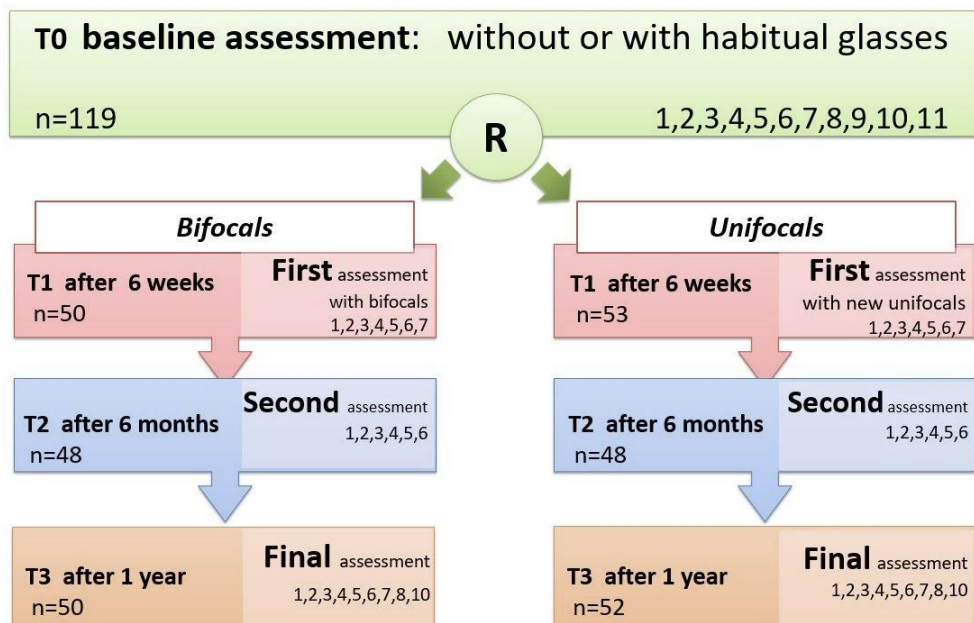 T0 baseline assessment: without or with habitual glasses
n=119
1,2,3,4,5,6,7,8,9,10,11
R
Bifocals
T1 after 6 weeks
n=50
First assessment
with bifocals
1,2,3,4,5,6,7
T2 after 6 months
n=48
Second assessment
1,2,3,4,5,6
T3 after 1 year
n=50
Final assessment
1,2,3,4,5,6,7,8,10
Unifocals
T1 after 6 weeks
n=53
First assessment
with new unifocals
1,2,3,4,5,6,7
T2 after 6 months
n=48
Second assessment
1,2,3,4,5,6
T3 after 1 year
n=52
Final assessment
1,2,3,4,5,6,7,8,10